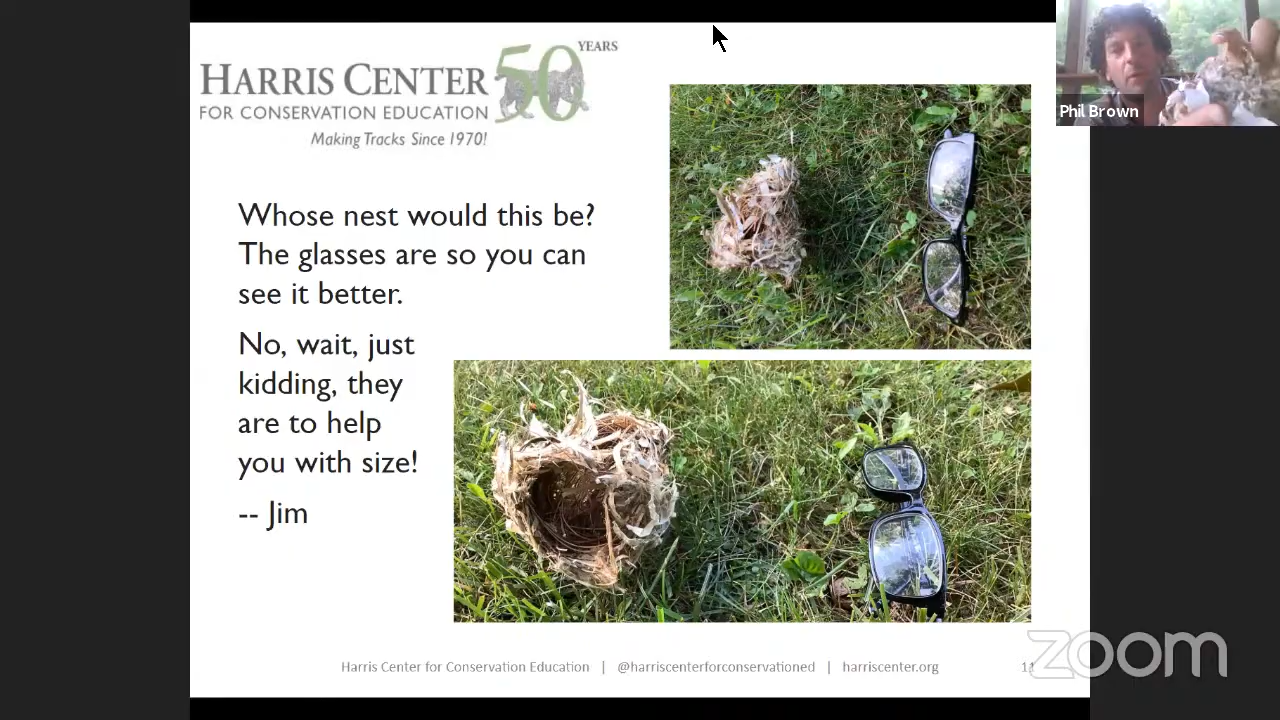 HARRIS CENTER 50 YEARS
FOR CONSERVATION EDUCATION
Making Tracks Since 1970!
Phil Brown
Whose nest would this be?
The glasses are so you can
see it better.
No, wait, just
kidding, they
are to help
you with size!
-- Jim
Harris Center for Conservation Education | @harriscenterforconservationed | harriscenter.org
zoom